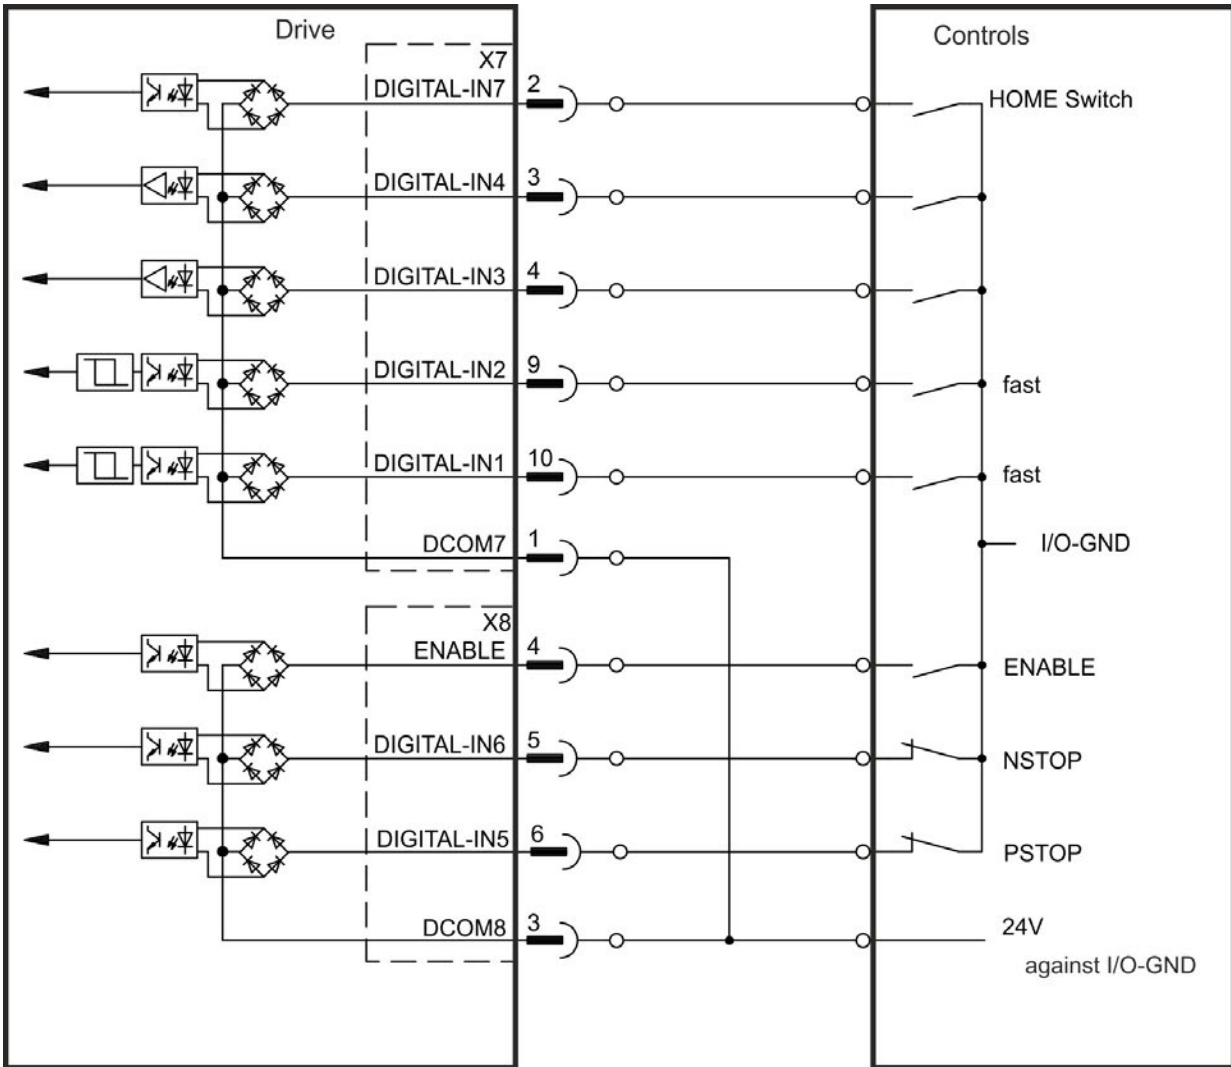 Drive
Controls
X7
DIGITAL-IN7
2
HOME Switch
DIGITAL-IN4
3
DIGITAL-IN3
4
DIGITAL-IN2
9
fast
DIGITAL-IN1
10
fast
DCOM7
1
I/O-GND
X8
ENABLE
4
ENABLE
DIGITAL-IN6
5
NSTOP
DIGITAL-IN5
6
PSTOP
DCOM8
3
24V
against I/O-GND